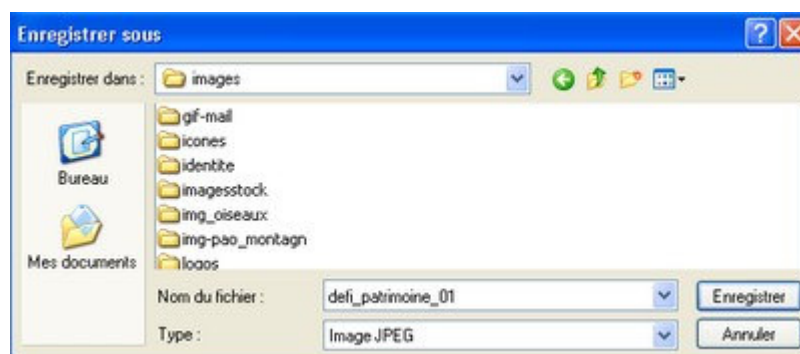 Enregistrer sous
Enregistrer dans : images
gif-mail
icones
identite
imagesstock
img_oiseaux
img-pao_montagn
logos
Bureau
Mes documents
Nom du fichier : defi_patrimoine_01 Enregistrer
Type : Image JPEG Annuler